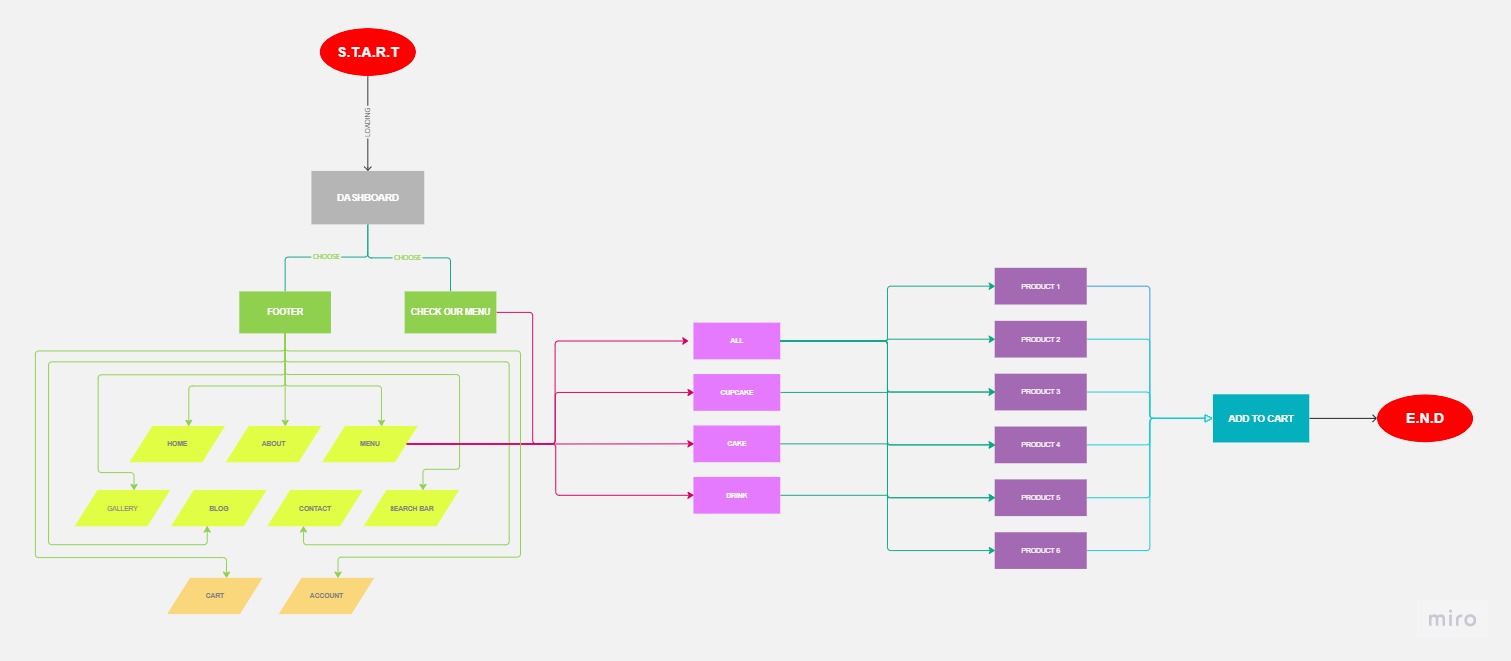 S.T.A.R.T
LOADING
DASHBOARD
CHOOSE
CHOOSE
FOOTER
CHECK OUR MENU
HOME
ABOUT
MENU
GALLERY
BLOG
CONTACT
SEARCH BAR
CART
ACCOUNT
ALL
CUPCAKE
CAKE
DRINK
PRODUCT 1
PRODUCT 2
PRODUCT 3
PRODUCT 4
PRODUCT 5
PRODUCT 6
ADD TO CART
E.N.D
miro